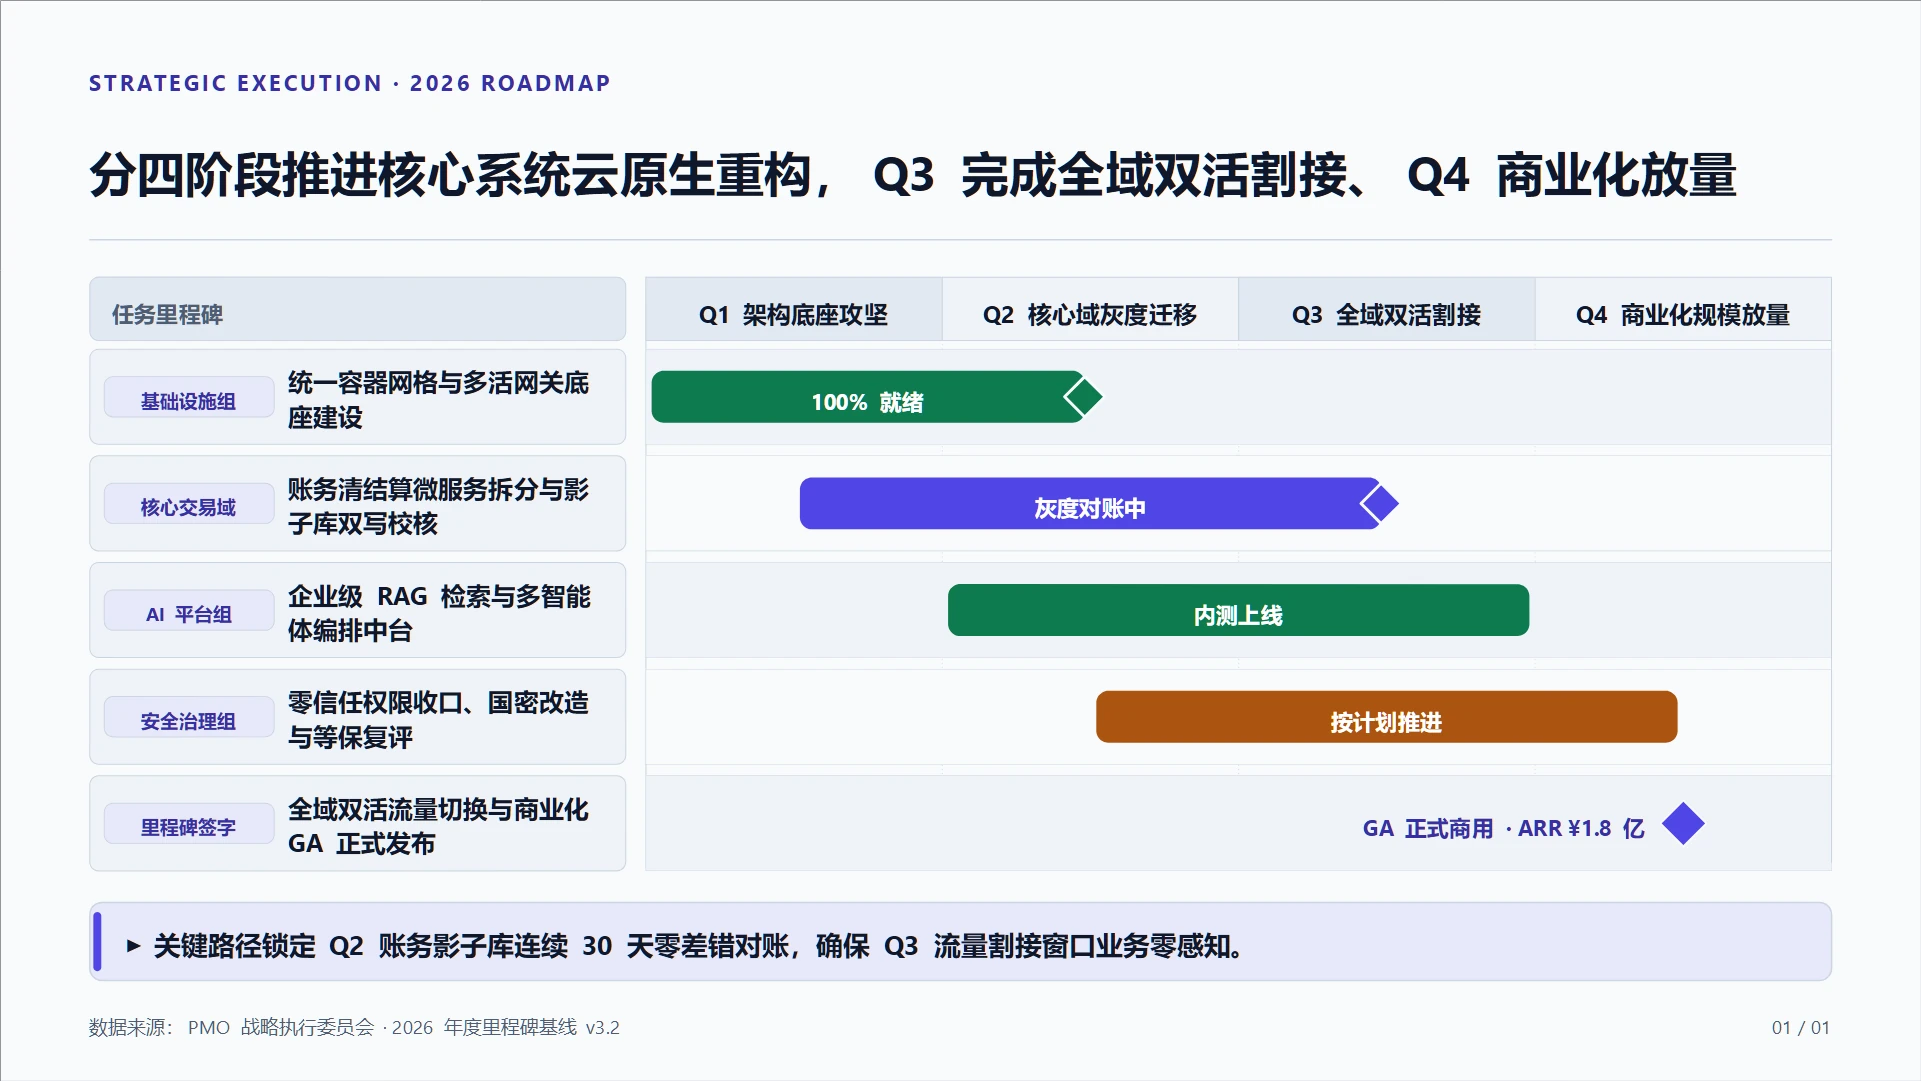 STRATEGIC EXECUTION · 2026 ROADMAP
分四阶段推进核心系统云原生重构， Q3 完成全域双活割接、 Q4 商业化放量
任务里程碑
Q1 架构底座攻坚
Q2 核心域灰度迁移
Q3 全域双活割接
Q4 商业化规模放量
基础设施组
统一容器网格与多活网关底
座建设
100% 就绪
核心交易域
账务清结算微服务拆分与影
子库双写校核
灰度对账中
AI 平台组
企业级 RAG 检索与多智能
体编排中台
内测上线
安全治理组
零信任权限收口、国密改造
与等保复评
按计划推进
里程碑签字
全域双活流量切换与商业化
GA 正式发布
GA 正式商用 · ARR ¥1.8 亿
▸ 关键路径锁定 Q2 账务影子库连续 30 天零差错对账，确保 Q3 流量割接窗口业务零感知。
数据来源： PMO 战略执行委员会 · 2026 年度里程碑基线 v3.2
01 / 01